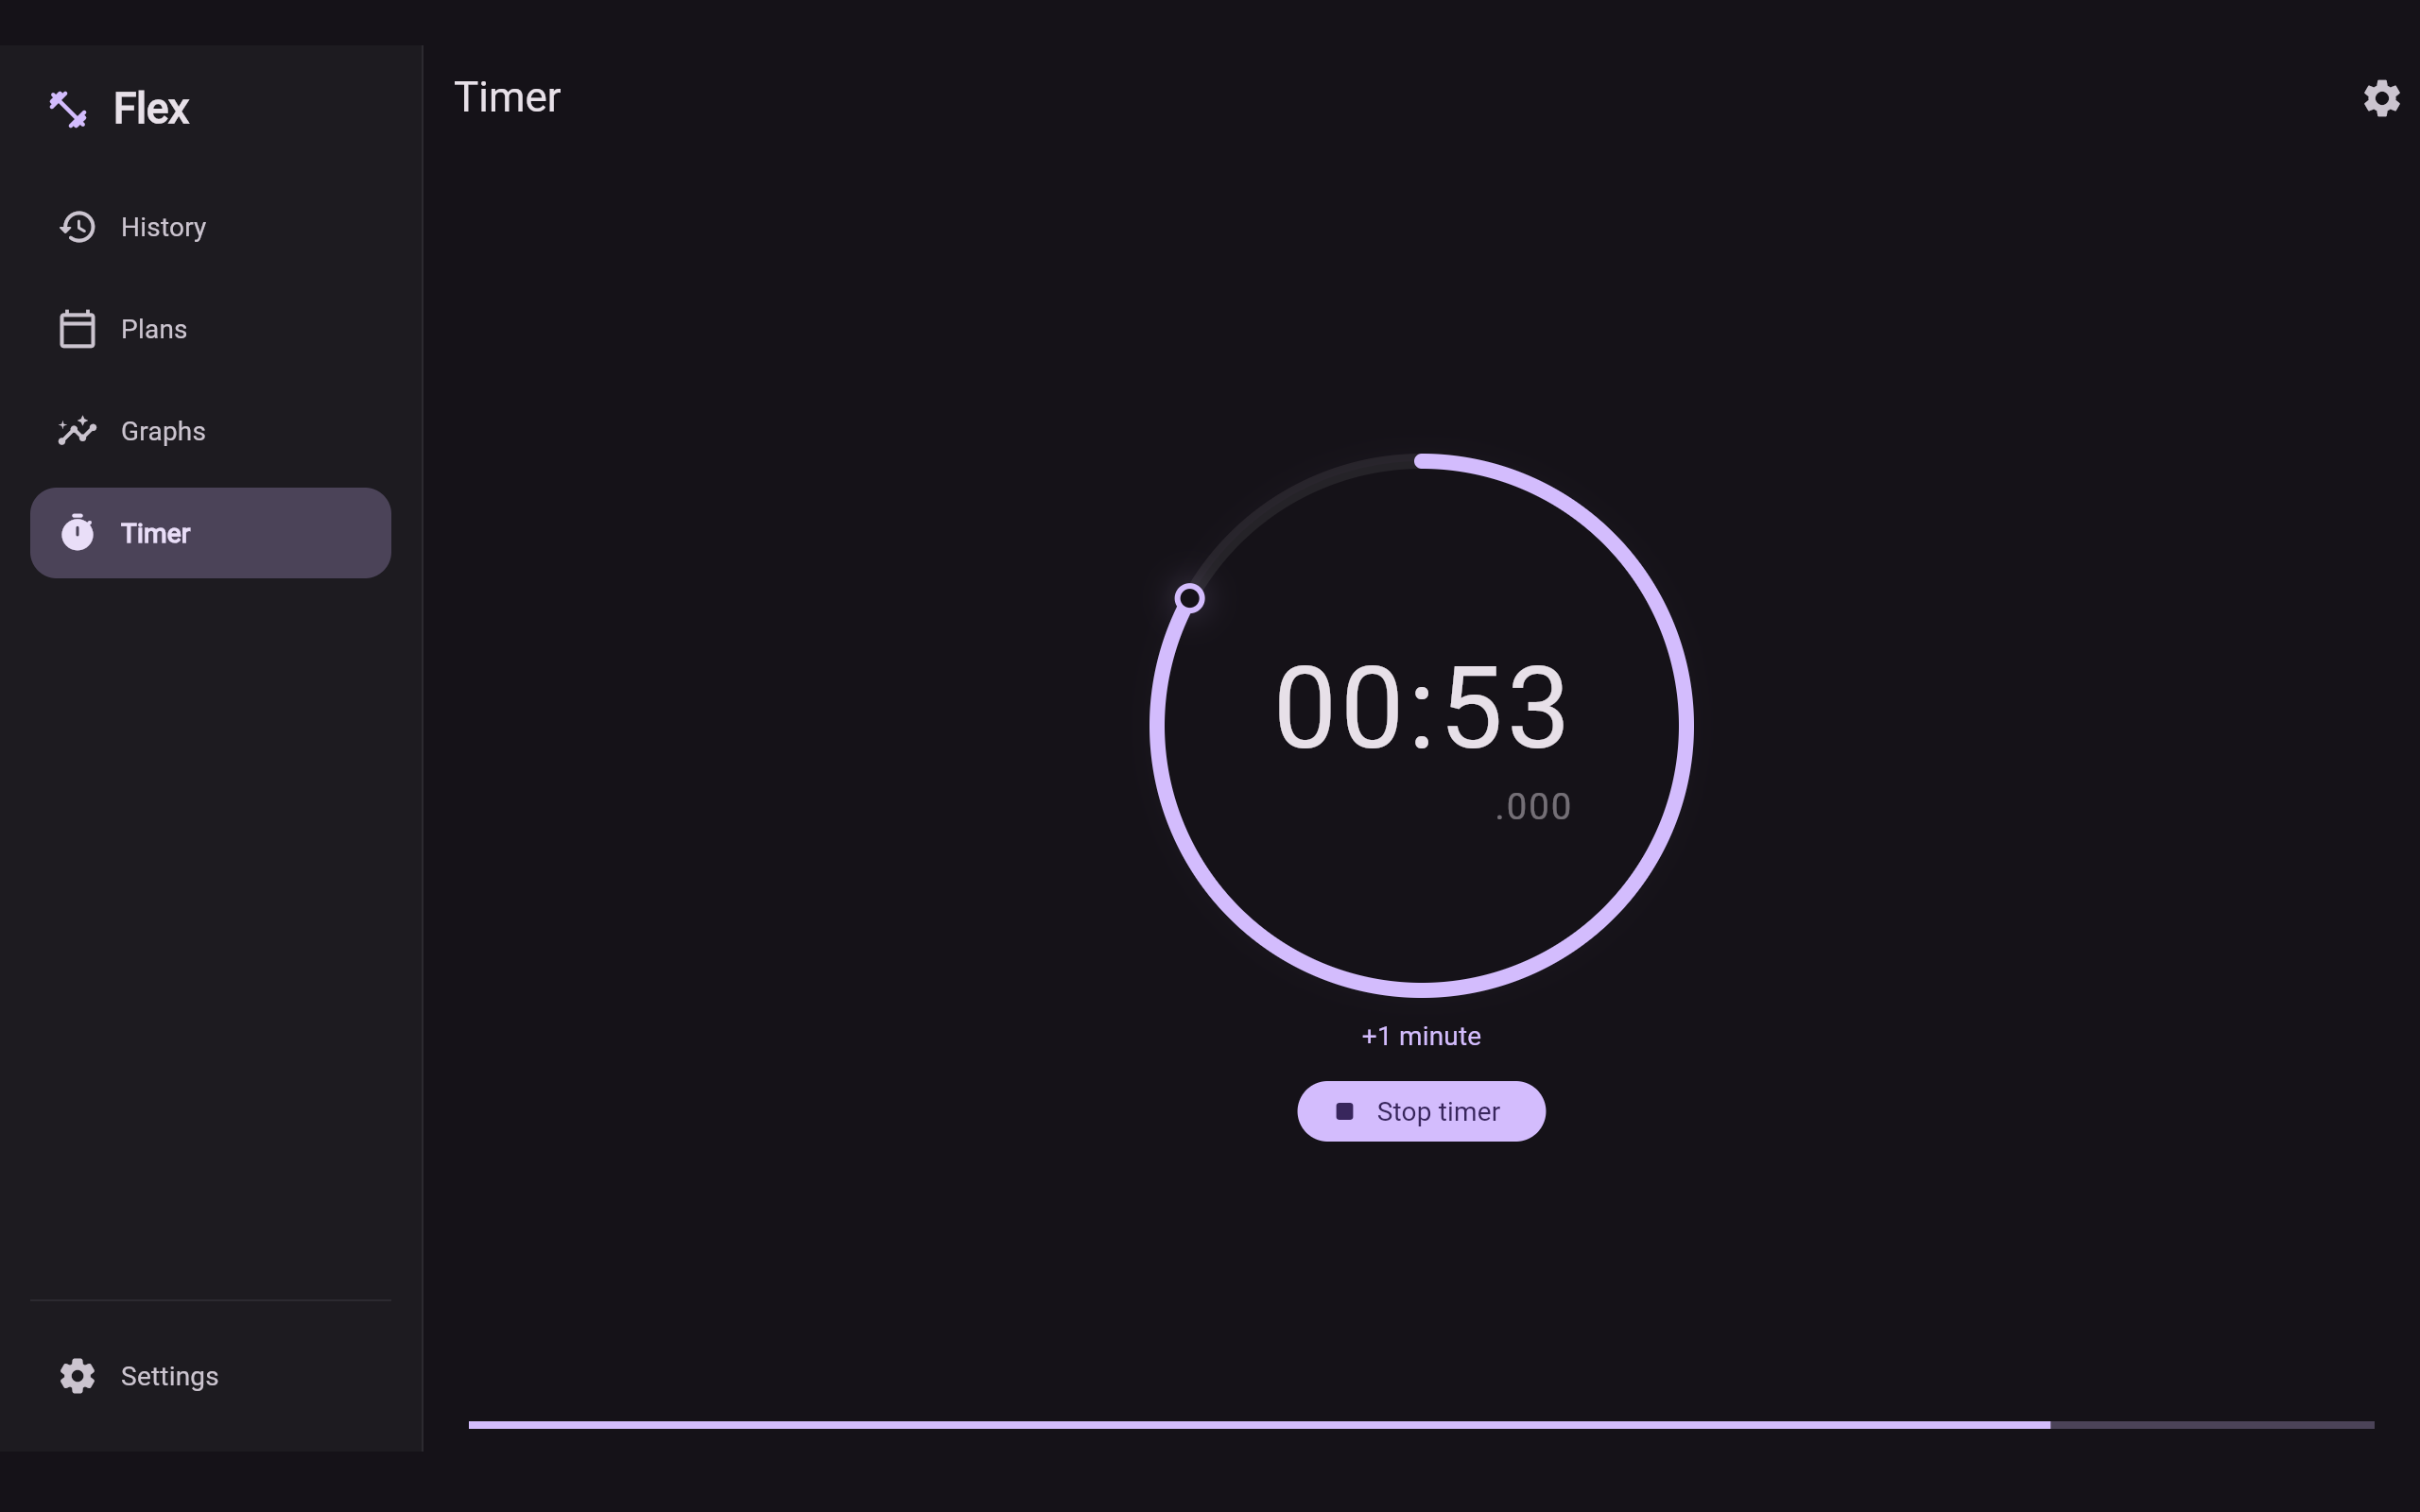 Flex
History
Plans
Graphs
Timer
Settings
Timer
00:53
.000
+1 minute
Stop timer